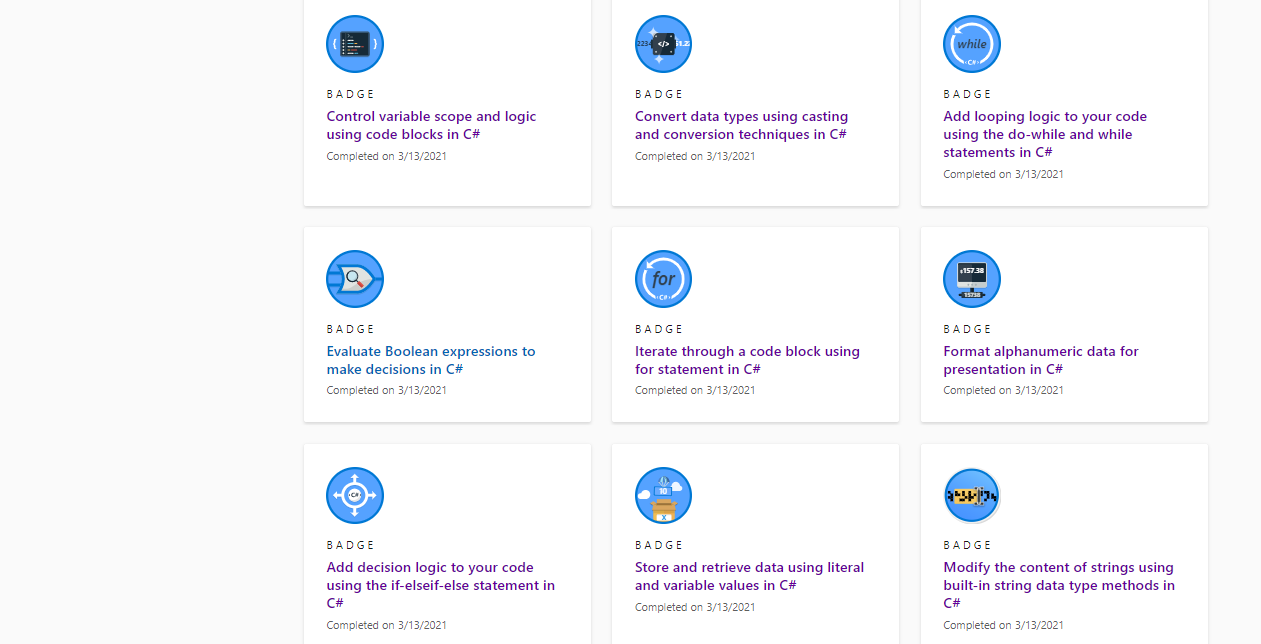 while
C#
BADGE
Control variable scope and logic
using code blocks in C#
Completed on 3/13/2021
BADGE
Convert data types using casting
and conversion techniques in C#
Completed on 3/13/2021
BADGE
Add looping logic to your code
using the do-while and while
statements in C#
Completed on 3/13/2021
BADGE
Evaluate Boolean expressions to
make decisions in C#
Completed on 3/13/2021
for
C#
BADGE
Iterate through a code block using
for statement in C#
Completed on 3/13/2021
$157.38
15738
BADGE
Format alphanumeric data for
presentation in C#
Completed on 3/13/2021
C#
BADGE
Add decision logic to your code
using the if-elseif-else statement in
C#
Completed on 3/13/2021
10
X
BADGE
Store and retrieve data using literal
and variable values in C#
Completed on 3/13/2021
BADGE
Modify the content of strings using
built-in string data type methods in
C#
Completed on 3/13/2021